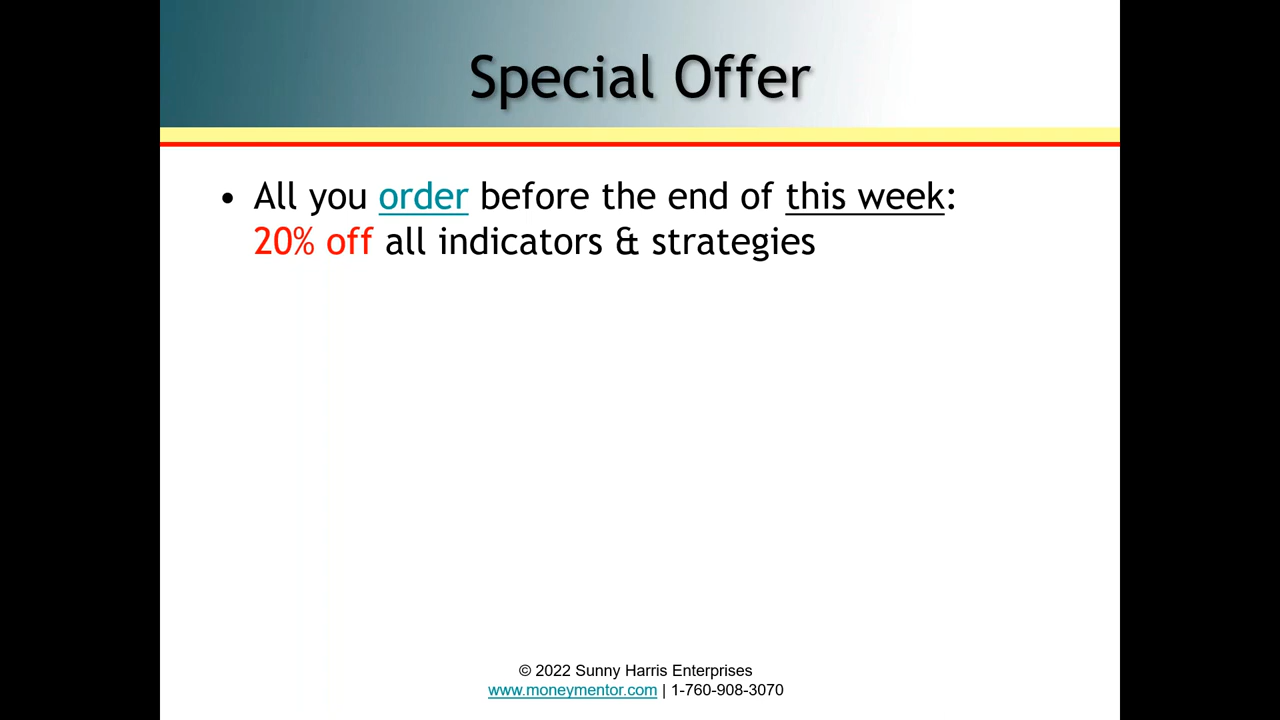 Special Offer
• All you order before the end of this week:
20% off all indicators & strategies
© 2022 Sunny Harris Enterprises
www.moneymentor.com | 1-760-908-3070